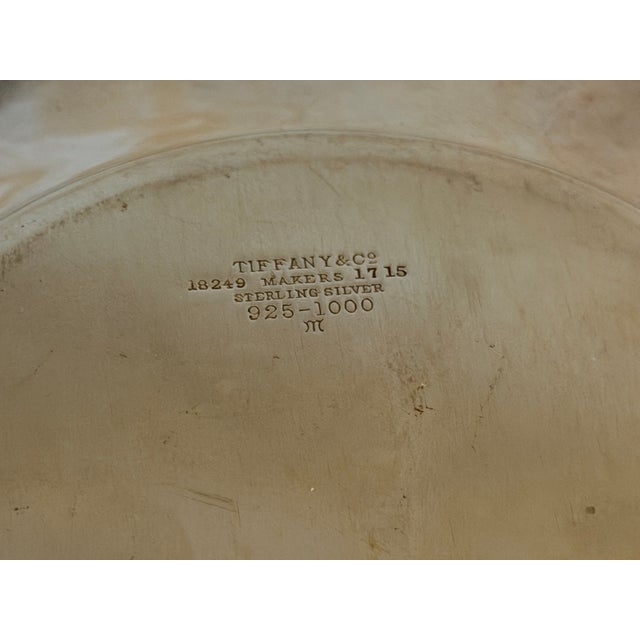 TIFFANY & Co
18249 MAKERS 1715
STERLING SILVER
925-1000
M